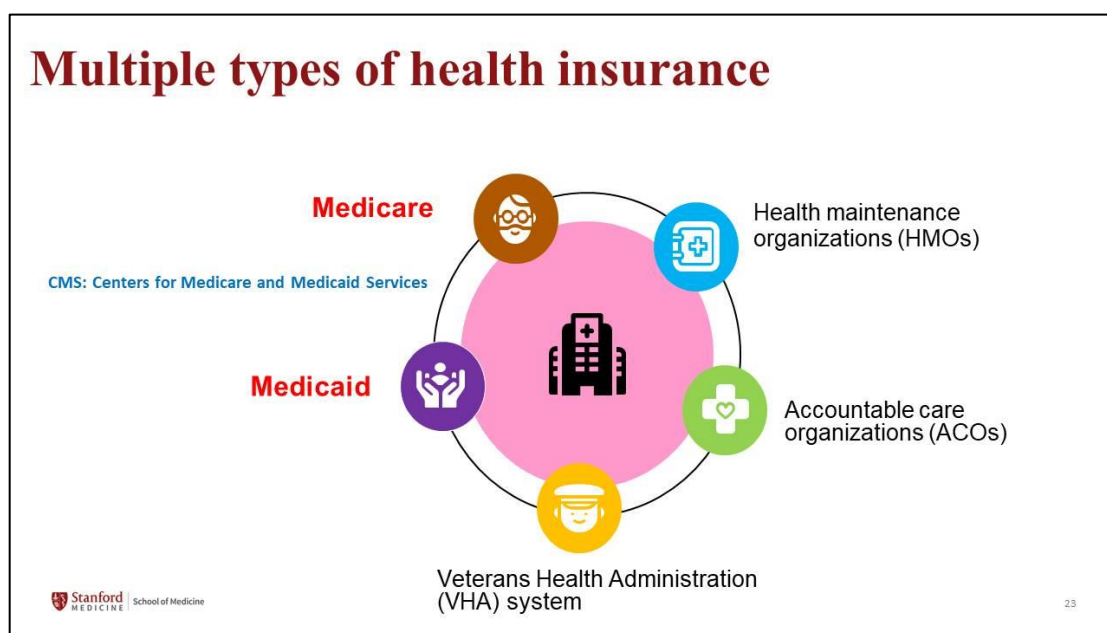 Multiple types of health insurance
Medicare
Health maintenance
organizations (HMOs)
CMS: Centers for Medicare and Medicaid Services
Medicaid
Accountable care
organizations (ACOs)
Veterans Health Administration
(VHA) system
Stanford
MEDICINE
School of Medicine
23